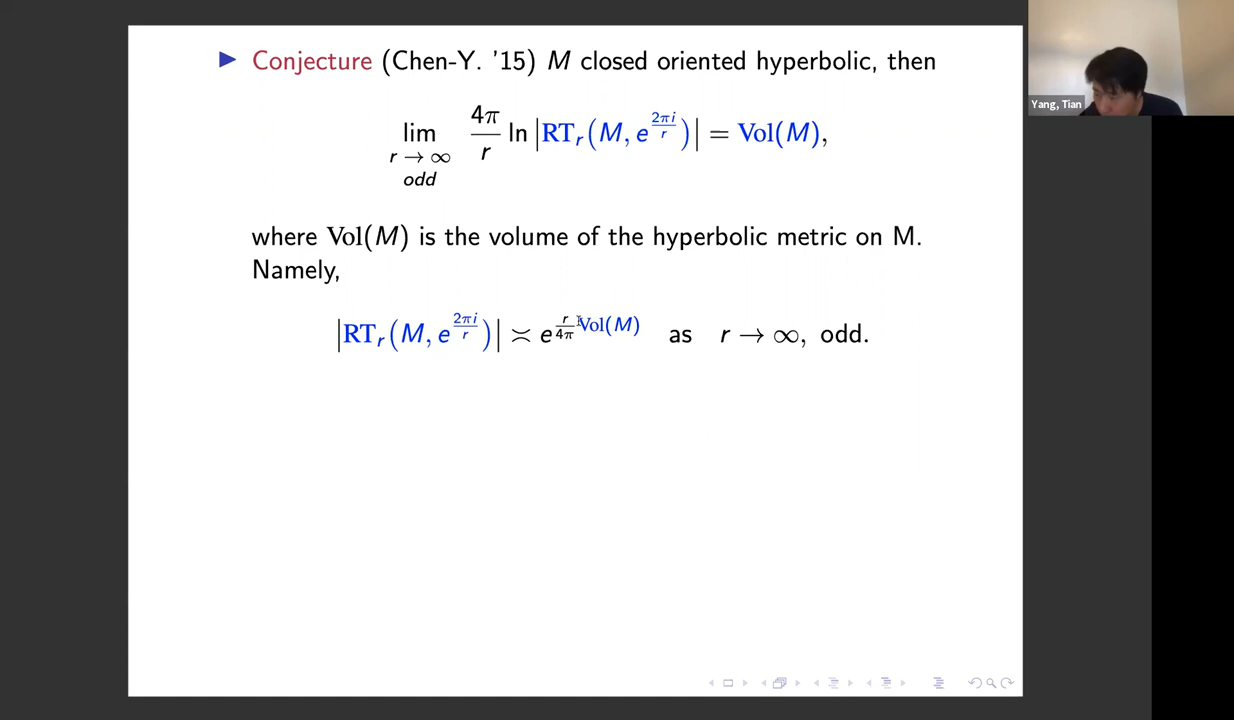 ▶ Conjecture (Chen-Y. '15) M closed oriented hyperbolic, then
lim_{r → ∞ odd} 4π/r ln |RT_r(M, e^{2πi/r})| = Vol(M),
where Vol(M) is the volume of the hyperbolic metric on M.
Namely,
|RT_r(M, e^{2πi/r})| ≍ e^{r/4π Vol(M)} as r → ∞, odd.
Yang, Tian